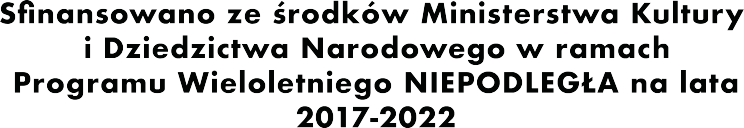 Sfinansowano ze środków Ministerstwa Kultury
i Dziedzictwa Narodowego w ramach
Programu Wieloletniego NIEPODLEGŁA na lata
2017-2022